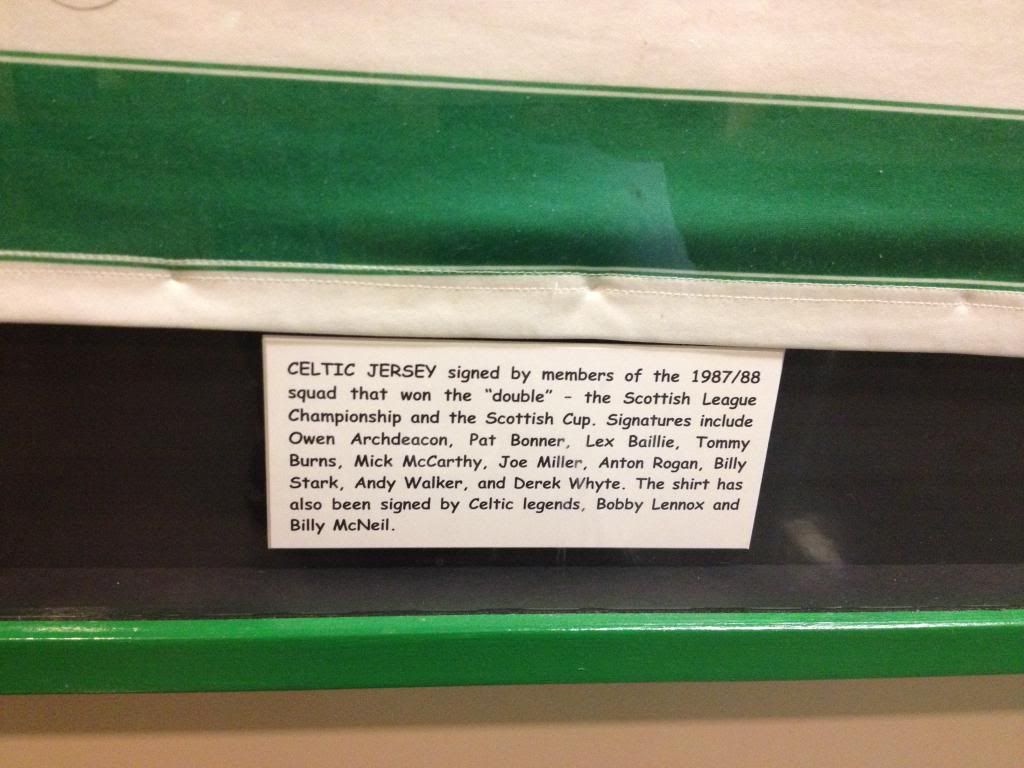 CELTIC JERSEY signed by members of the 1987/88
squad that won the “double” - the Scottish League
Championship and the Scottish Cup. Signatures include
Owen Archdeacon, Pat Bonner, Lex Baillie, Tommy
Burns, Mick McCarthy, Joe Miller, Anton Rogan, Billy
Stark, Andy Walker, and Derek Whyte. The shirt has
also been signed by Celtic legends, Bobby Lennox and
Billy McNeil.